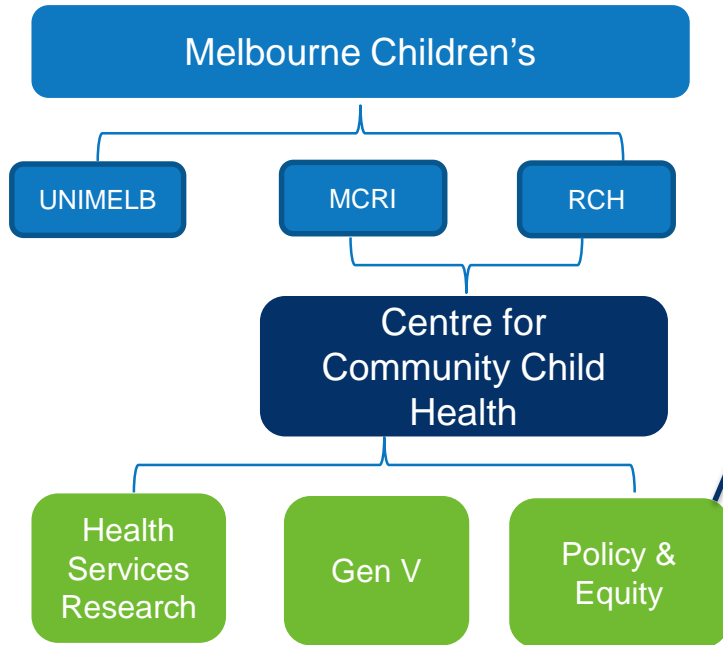 Melbourne Children's
UNIMELB
MCRI
RCH
Centre for
Community Child
Health
Health
Services
Research
Gen V
Policy &
Equity